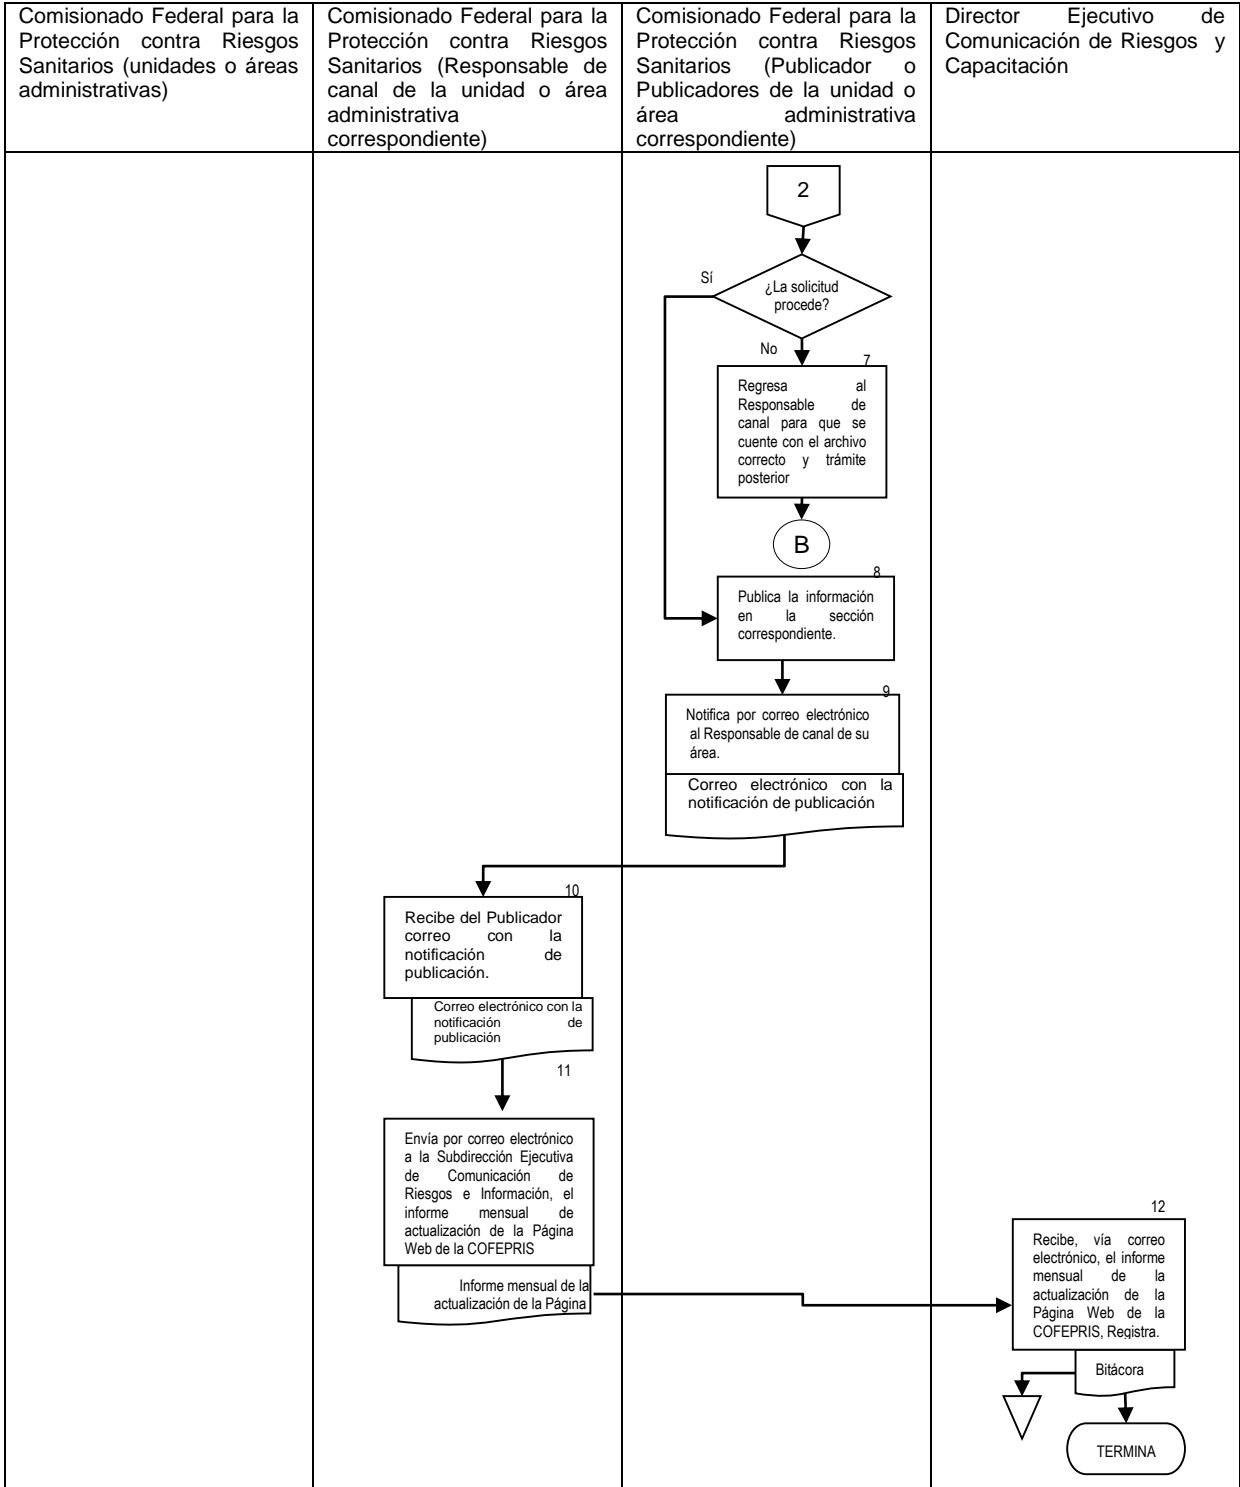 Comisionado Federal para la
Protección contra Riesgos
Sanitarios (unidades o áreas
administrativas)
Comisionado Federal para la
Protección contra Riesgos
Sanitarios (Responsable de
canal de la unidad o área
administrativa
correspondiente)
Comisionado Federal para la
Protección contra Riesgos
Sanitarios (Publicador o
Publicadores de la unidad o
área administrativa
correspondiente)
Director Ejecutivo de
Comunicación de Riesgos y
Capacitación
2
Sí
¿La solicitud
procede?
No
7
Regresa al
Responsable de
canal para que se
cuente con el archivo
correcto y trámite
posterior
B
8
Publica la información
en la sección
correspondiente.
9
Notifica por correo electrónico
al Responsable de canal de su
área.
Correo electrónico con la
notificación de publicación
10
Recibe del Publicador
correo con la
notificación de
publicación.
Correo electrónico con la
notificación de
publicación
11
Envía por correo electrónico
a la Subdirección Ejecutiva
de Comunicación de
Riesgos e Información, el
informe mensual de
actualización de la Página
Web de la COFEPRIS
Informe mensual de la
actualización de la Página
12
Recibe, vía correo
electrónico, el informe
mensual de la
actualización de la
Página Web de la
COFEPRIS, Registra.
Bitácora
TERMINA